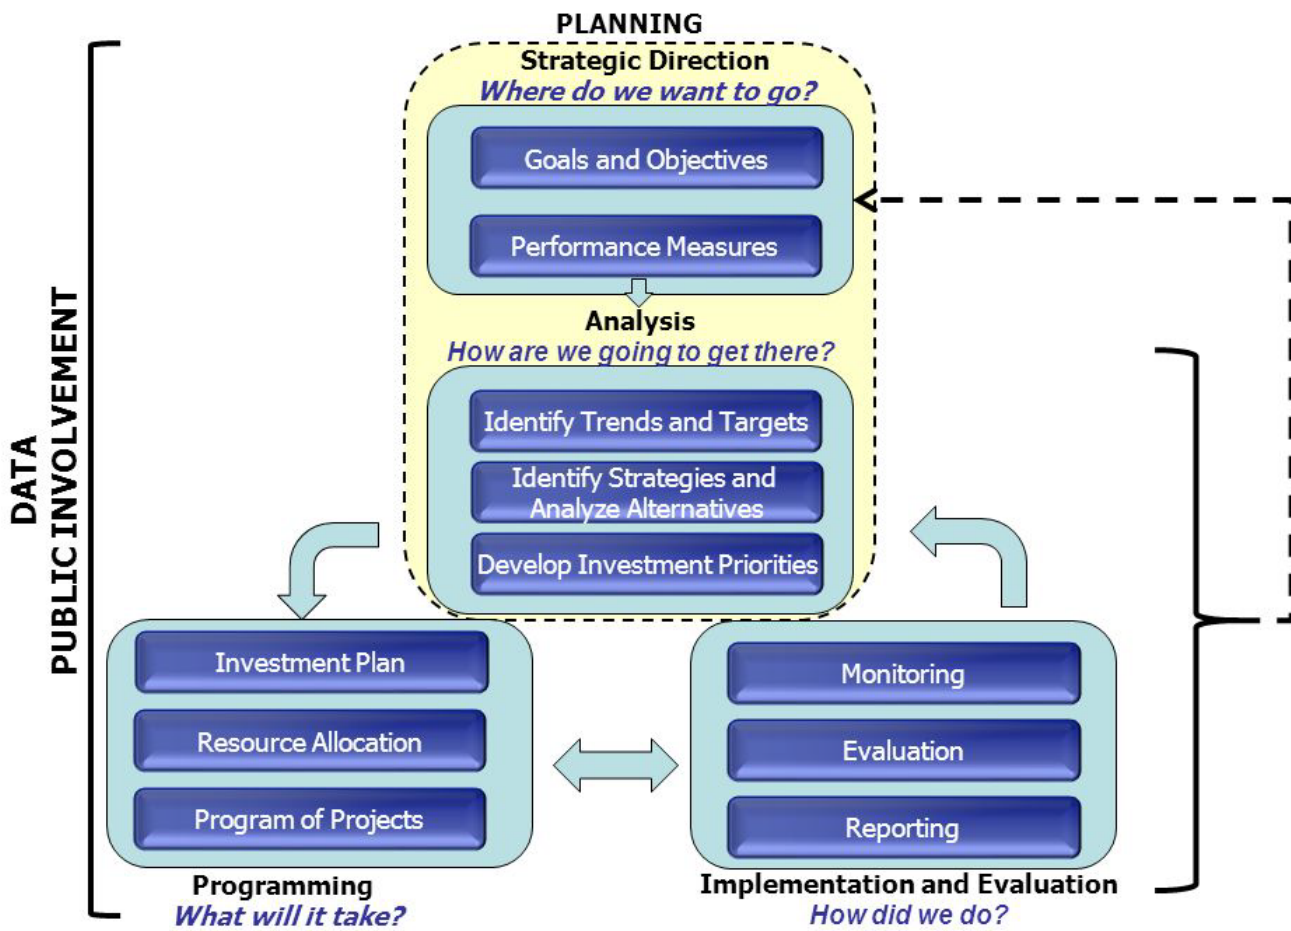 PLANNING
Strategic Direction
Where do we want to go?
Goals and Objectives
Performance Measures
Analysis
How are we going to get there?
Identify Trends and Targets
Identify Strategies and
Analyze Alternatives
Develop Investment Priorities
DATA
PUBLIC INVOLVEMENT
Investment Plan
Resource Allocation
Program of Projects
Programming
What will it take?
Monitoring
Evaluation
Reporting
Implementation and Evaluation
How did we do?